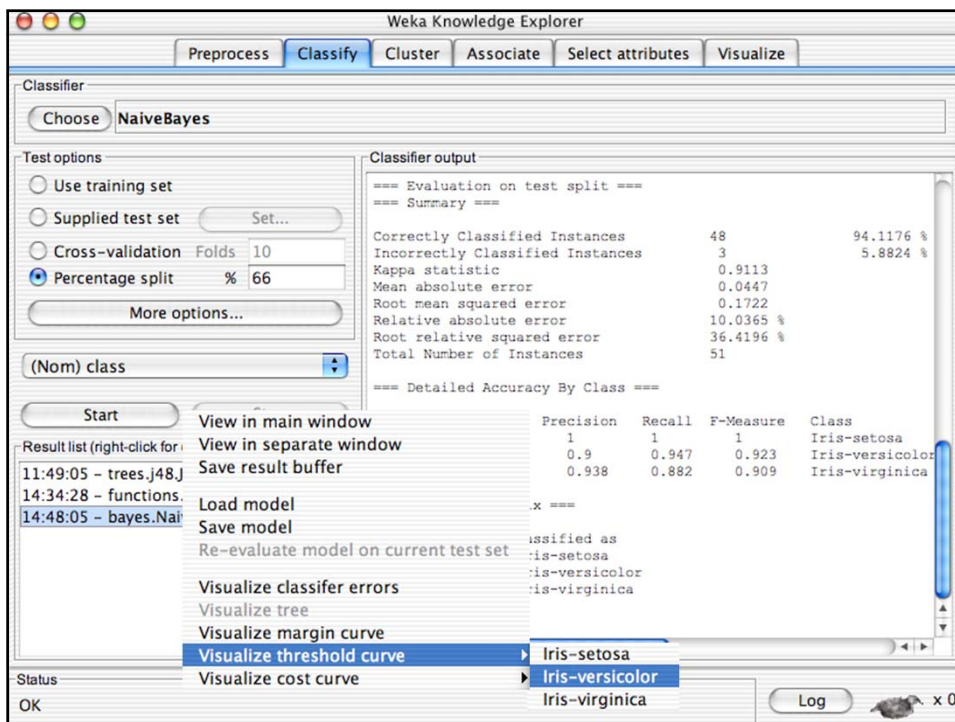 Weka Knowledge Explorer
Preprocess Classify Cluster Associate Select attributes Visualize
Classifier
Choose NaiveBayes
Test options
Use training set
Supplied test set Set...
Cross-validation Folds 10
Percentage split % 66
More options...
(Nom) class
Start
Result list (right-click for
11:49:05 – trees.j48.J
14:34:28 – functions.
14:48:05 – bayes.Nai
Classifier output
=== Evaluation on test split ===
=== Summary ===
Correctly Classified Instances 48 94.1176 %
Incorrectly Classified Instances 3 5.8824 %
Kappa statistic 0.9113
Mean absolute error 0.0447
Root mean squared error 0.1722
Relative absolute error 10.0365 %
Root relative squared error 36.4196 %
Total Number of Instances 51
=== Detailed Accuracy By Class ===
Precision Recall F-Measure Class
1 1 1 Iris-setosa
0.9 0.947 0.923 Iris-versicolor
0.938 0.882 0.909 Iris-virginica
x ===
assified as
ris-setosa
ris-versicolor
ris-virginica
View in main window
View in separate window
Save result buffer
Load model
Save model
Re-evaluate model on current test set
Visualize classifer errors
Visualize tree
Visualize margin curve
Visualize threshold curve
Visualize cost curve
Iris-setosa
Iris-versicolor
Iris-virginica
Status
OK
Log
x 0